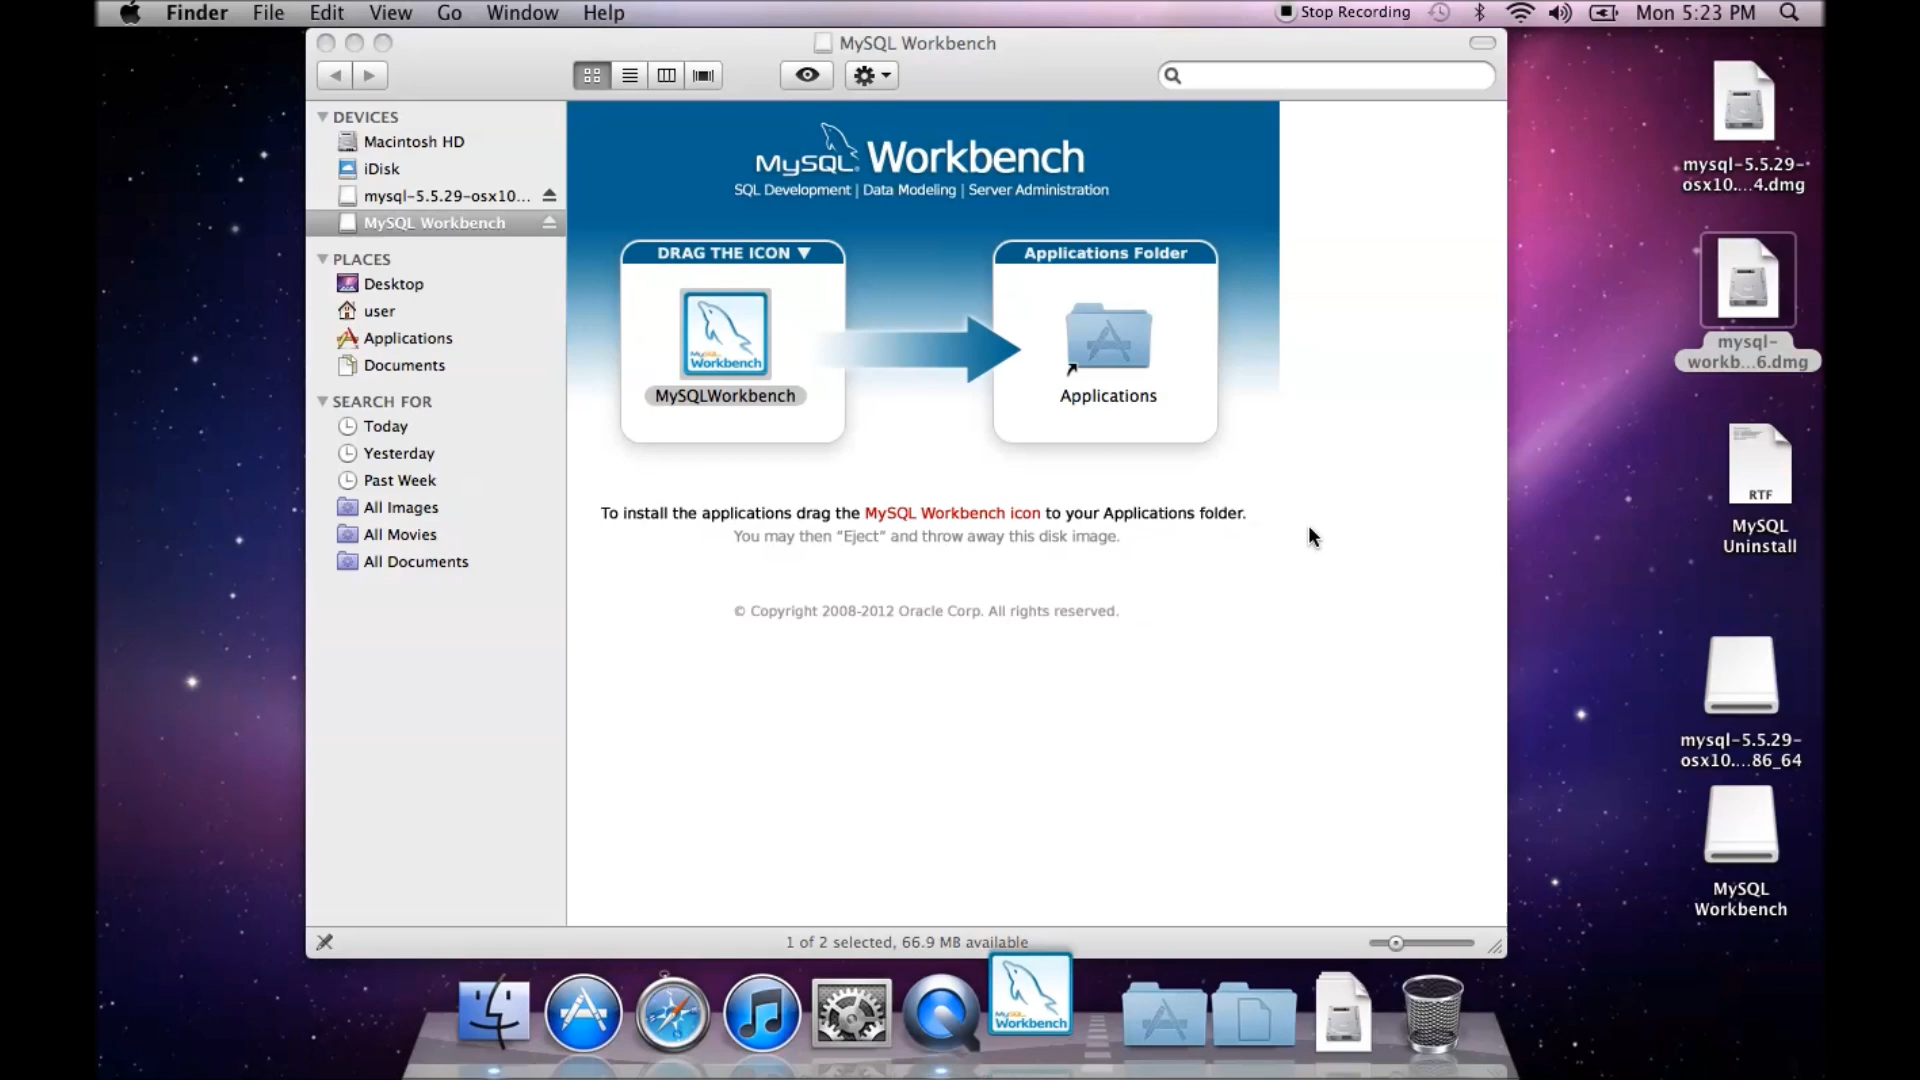 Finder File Edit View Go Window Help Stop Recording Mon 5:23 PM
MySQL Workbench
DEVICES
Macintosh HD
iDisk
mysql-5.5.29-osx10...
MySQL Workbench
PLACES
Desktop
user
Applications
Documents
SEARCH FOR
Today
Yesterday
Past Week
All Images
All Movies
All Documents
MySQL Workbench
SQL Development | Data Modeling | Server Administration
DRAG THE ICON ▼
Applications Folder
MySQL
Workbench
MySQLWorkbench
Applications
To install the applications drag the MySQL Workbench icon to your Applications folder.
You may then “Eject” and throw away this disk image.
© Copyright 2008-2012 Oracle Corp. All rights reserved.
1 of 2 selected, 66.9 MB available
mysql-5.5.29-
osx10....4.dmg
mysql-
workb...6.dmg
RTF
MySQL
Uninstall
mysql-5.5.29-
osx10....86_64
MySQL
Workbench
MySQL
Workbench